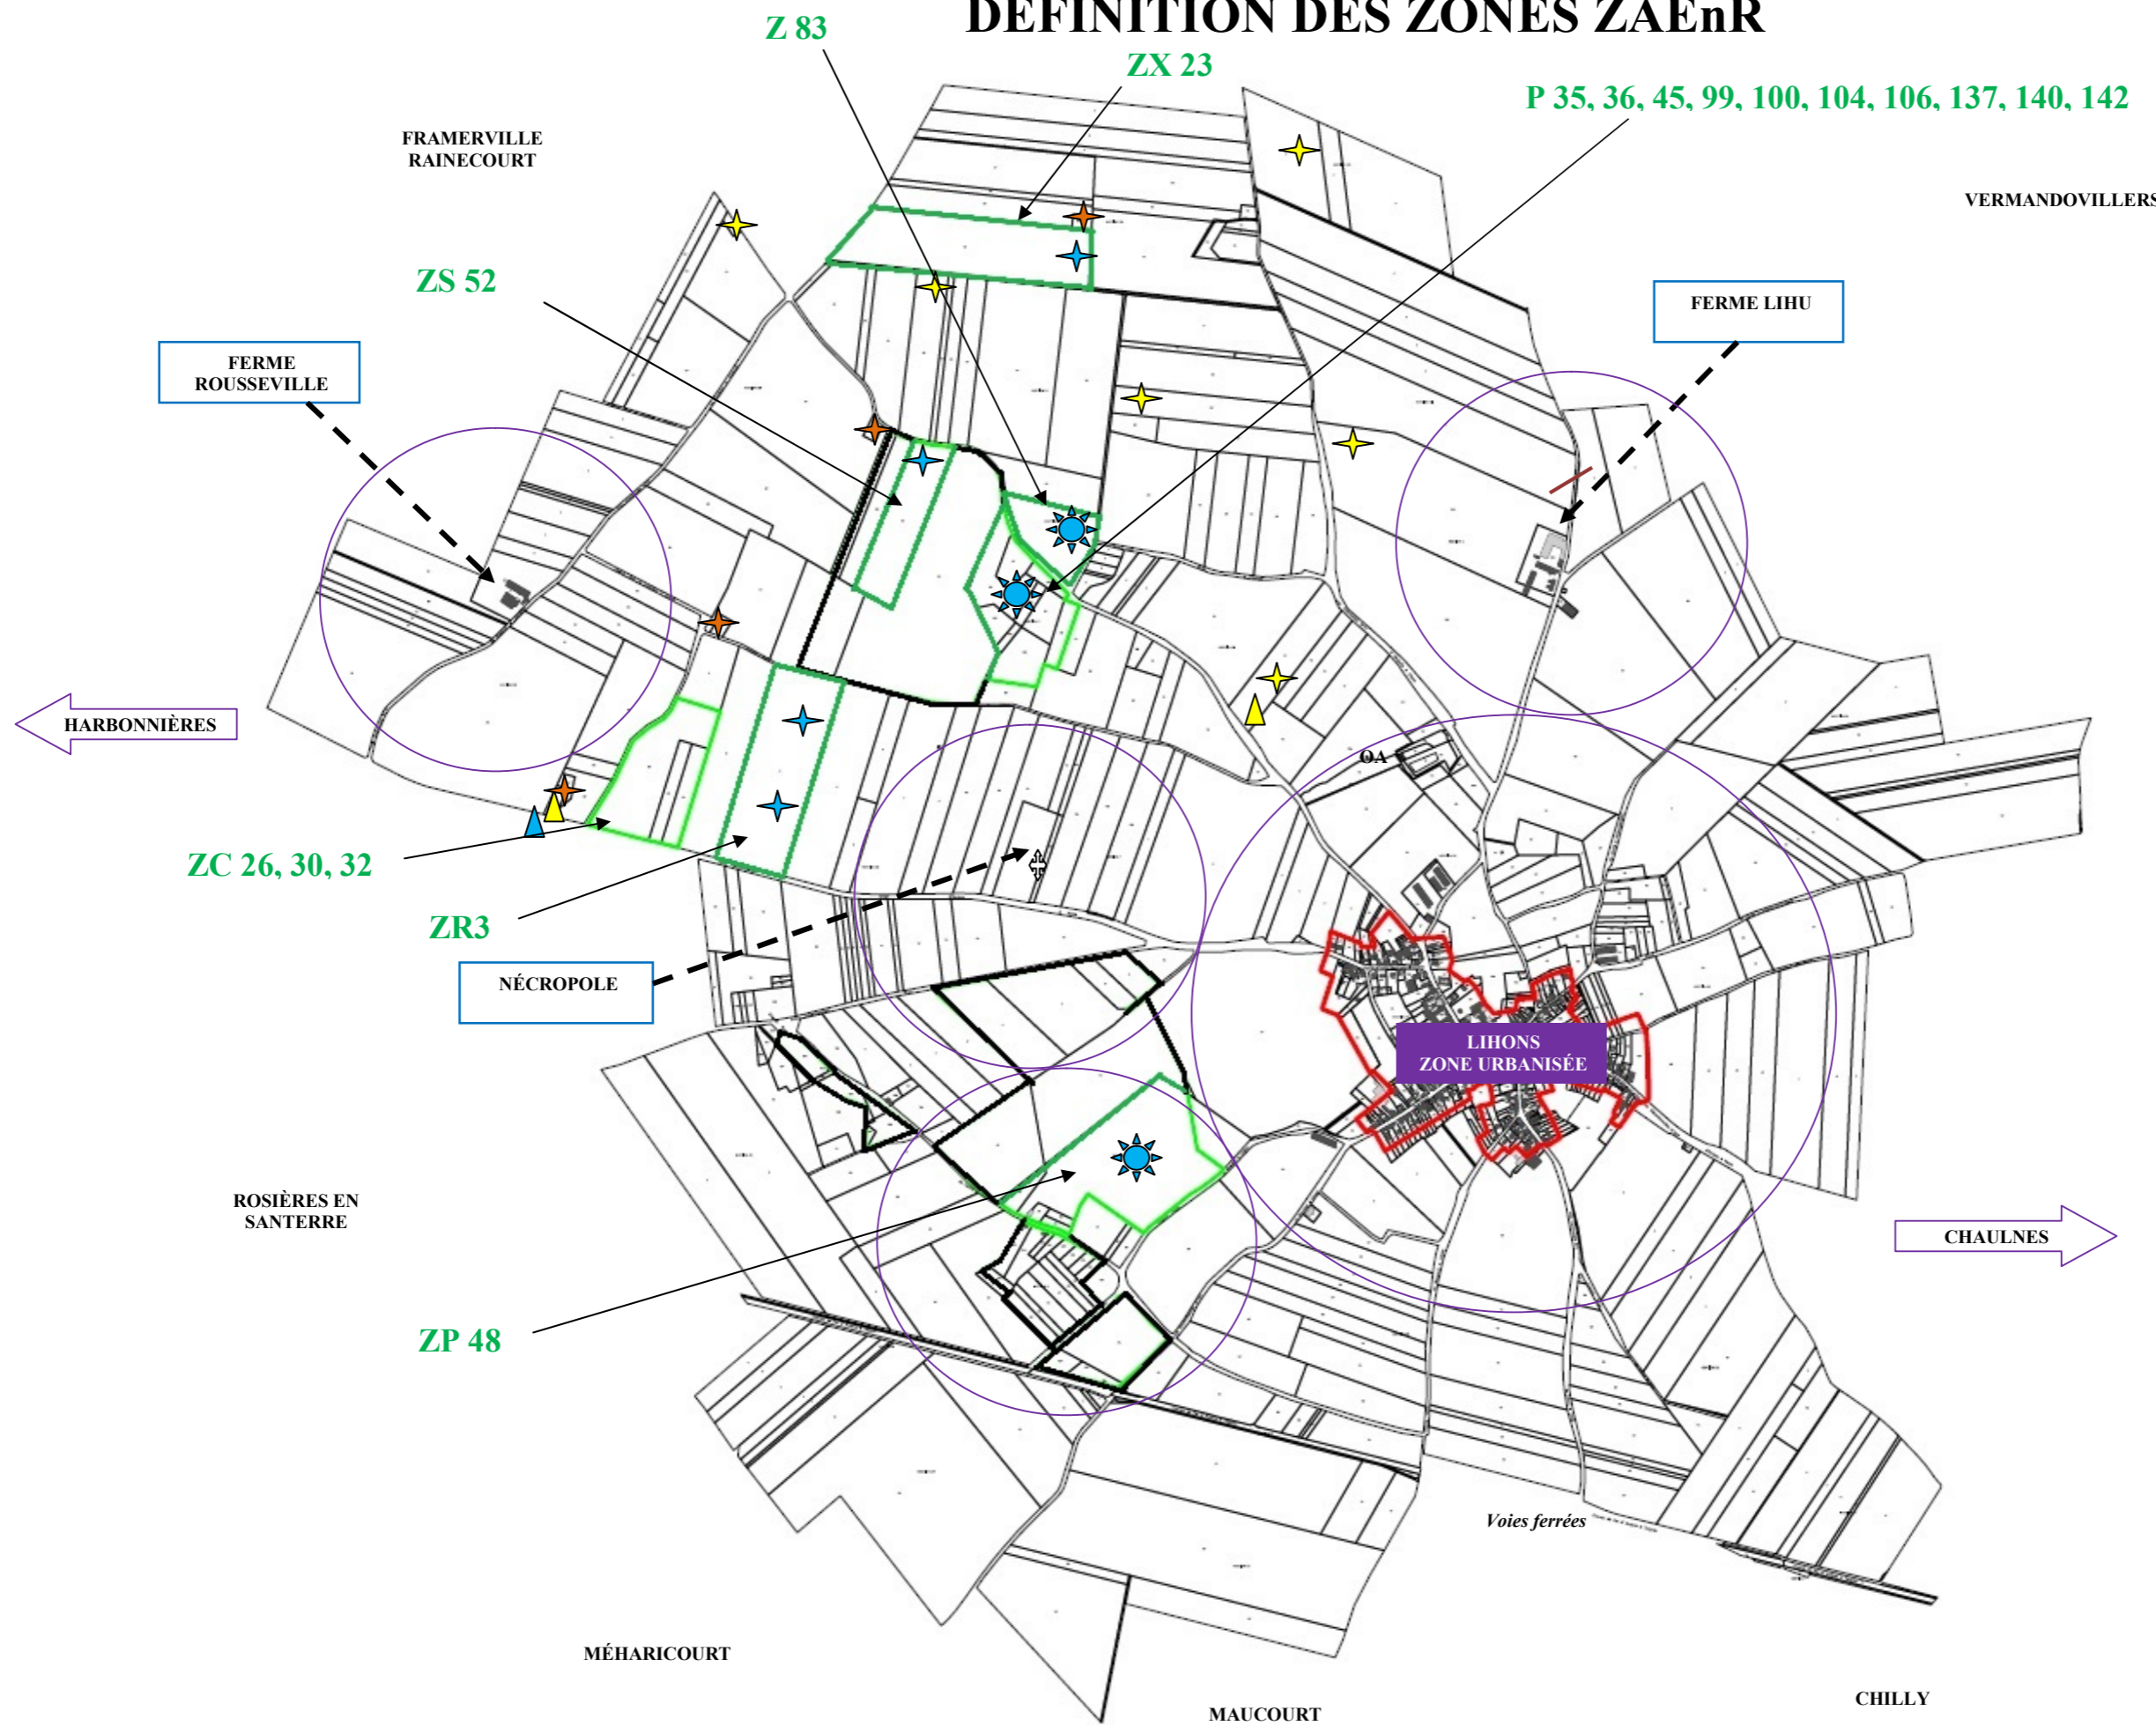 DEFINITION DES ZONES ZAEnR
Z 83
ZX 23
P 35, 36, 45, 99, 100, 104, 106, 137, 140, 142
FRAMERVILLE
RAINECOURT
VERMANDOVILLERS
ZS 52
FERME LIHU
FERME
ROUSSEVILLE
HARBONNIÈRES
OA
ZC 26, 30, 32
ZR3
NÉCROPOLE
LIHONS
ZONE URBANISÉE
ROSIÈRES EN
SANTERRE
CHAULNES
ZP 48
Voies ferrées
MÉHARICOURT
CHILLY
MAUCOURT